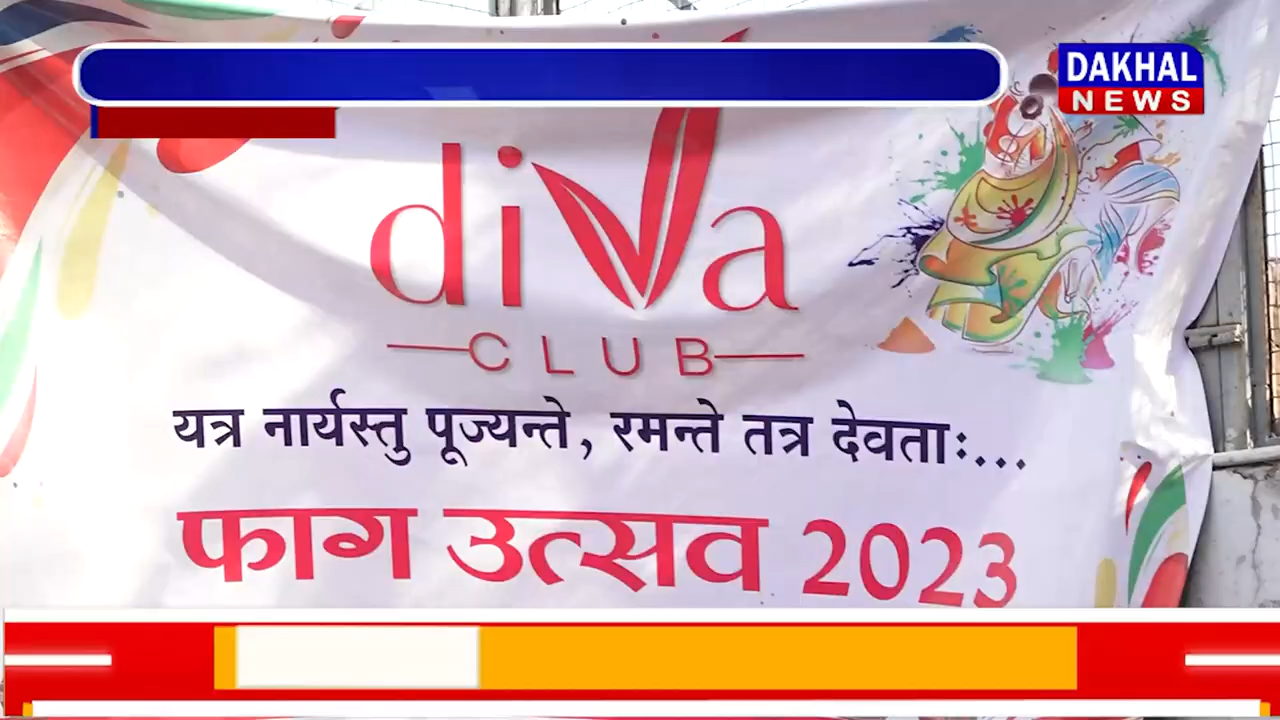 DAKHAL
NEWS
diva
CLUB
यत्र नार्यस्तु पूज्यन्ते, रमन्ते तत्र देवताः...
फाग उत्सव 2023